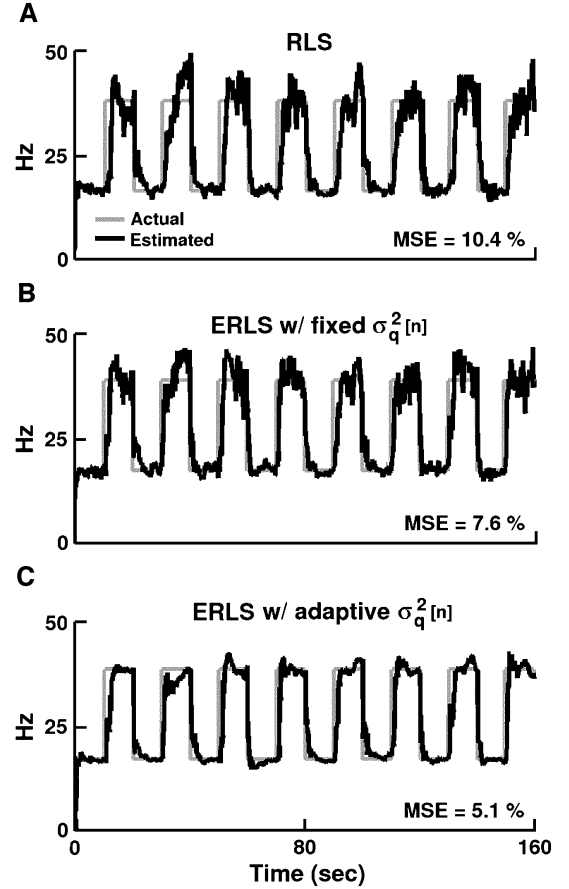 A
RLS
50
25
Hz
0
Actual
Estimated
MSE = 10.4 %
B
ERLS w/ fixed σq2[n]
50
25
Hz
0
MSE = 7.6 %
C
ERLS w/ adaptive σq2[n]
50
25
Hz
0
MSE = 5.1 %
0 80 160
Time (sec)